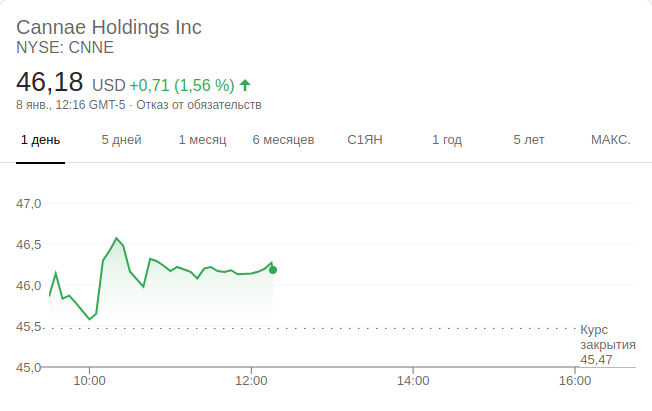 Cannae Holdings Inc
NYSE: CNNE
46,18 USD +0,71 (1,56 %)
8 янв., 12:16 GMT-5 · Отказ от обязательств
1 день 5 дней 1 месяц 6 месяцев С1ЯН 1 год 5 лет МАКС.
47,0
46,5
46,0
45,5
Курс
закрытия
45,47
45,0
10:00 12:00 14:00 16:00